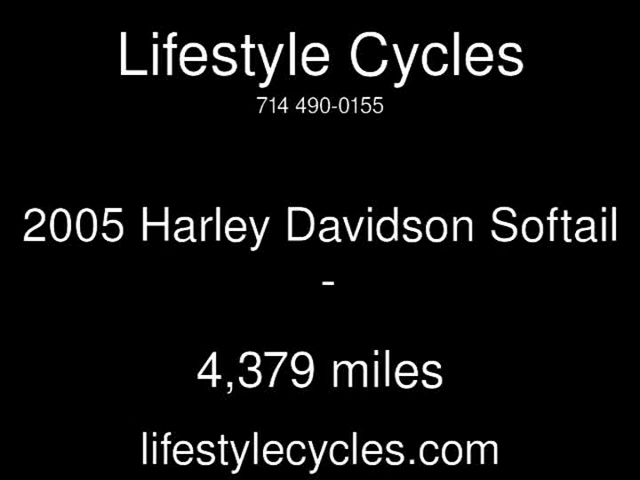 Lifestyle Cycles
714 490-0155
2005 Harley Davidson Softail
-
4,379 miles
lifestylecycles.com